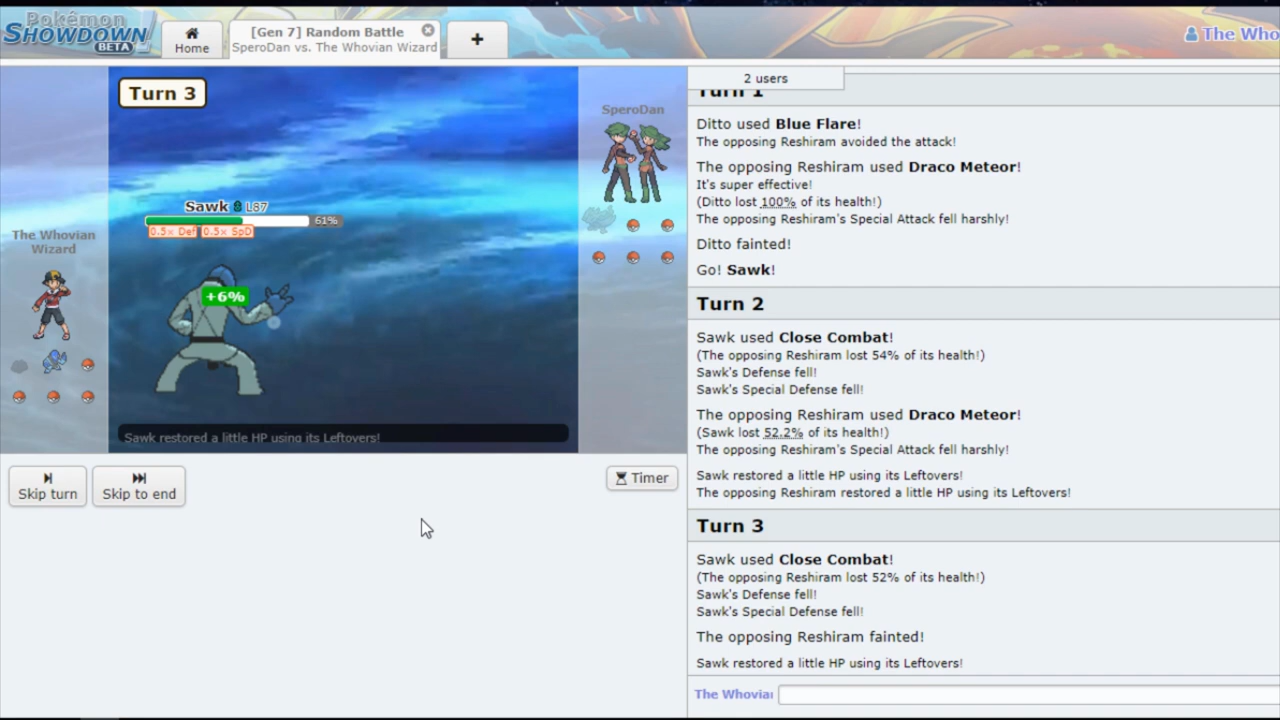 Pokémon
SHOWDOWN
BETA
Home
[Gen 7] Random Battle
SperoDan vs. The Whovian Wizard
+
The Who
Turn 3
Sawk L87
61%
0.5× Def 0.5× SpD
+6%
Sawk restored a little HP using its Leftovers!
The Whovian
Wizard
SperoDan
Skip turn
Skip to end
Timer
2 users
Turn 1
Ditto used Blue Flare!
The opposing Reshiram avoided the attack!
The opposing Reshiram used Draco Meteor!
It's super effective!
(Ditto lost 100% of its health!)
The opposing Reshiram's Special Attack fell harshly!
Ditto fainted!
Go! Sawk!
Turn 2
Sawk used Close Combat!
(The opposing Reshiram lost 54% of its health!)
Sawk's Defense fell!
Sawk's Special Defense fell!
The opposing Reshiram used Draco Meteor!
(Sawk lost 52.2% of its health!)
The opposing Reshiram's Special Attack fell harshly!
Sawk restored a little HP using its Leftovers!
The opposing Reshiram restored a little HP using its Leftovers!
Turn 3
Sawk used Close Combat!
(The opposing Reshiram lost 52% of its health!)
Sawk's Defense fell!
Sawk's Special Defense fell!
The opposing Reshiram fainted!
Sawk restored a little HP using its Leftovers!
The Whovia